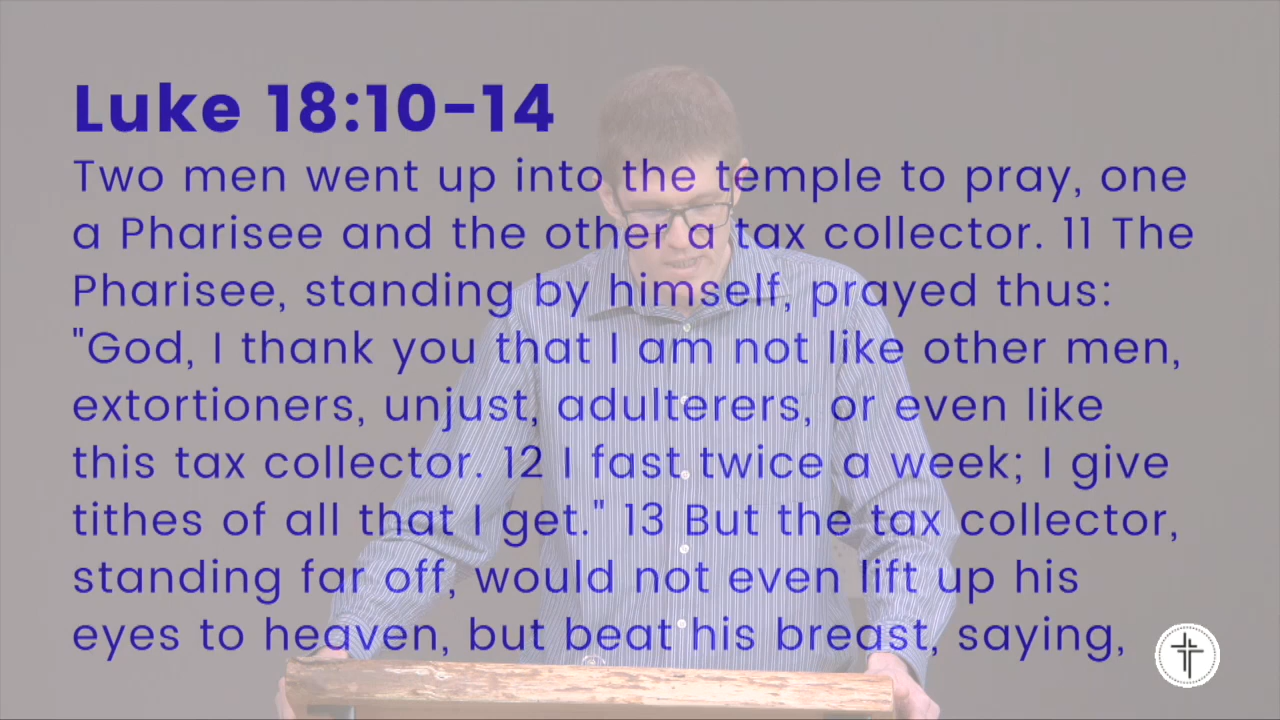 Luke 18:10-14
Two men went up into the temple to pray, one
a Pharisee and the other a tax collector. 11 The
Pharisee, standing by himself, prayed thus:
"God, I thank you that I am not like other men,
extortioners, unjust, adulterers, or even like
this tax collector. 12 I fast twice a week; I give
tithes of all that I get." 13 But the tax collector,
standing far off, would not even lift up his
eyes to heaven, but beat his breast, saying,